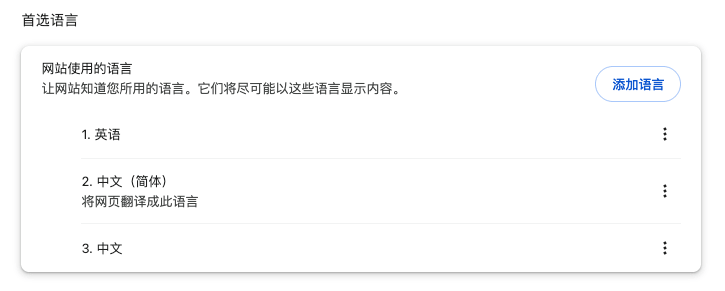 首选语言
网站使用的语言
让网站知道您所用的语言。它们将尽可能以这些语言显示内容。
添加语言
1. 英语
2. 中文（简体）
将网页翻译成此语言
3. 中文